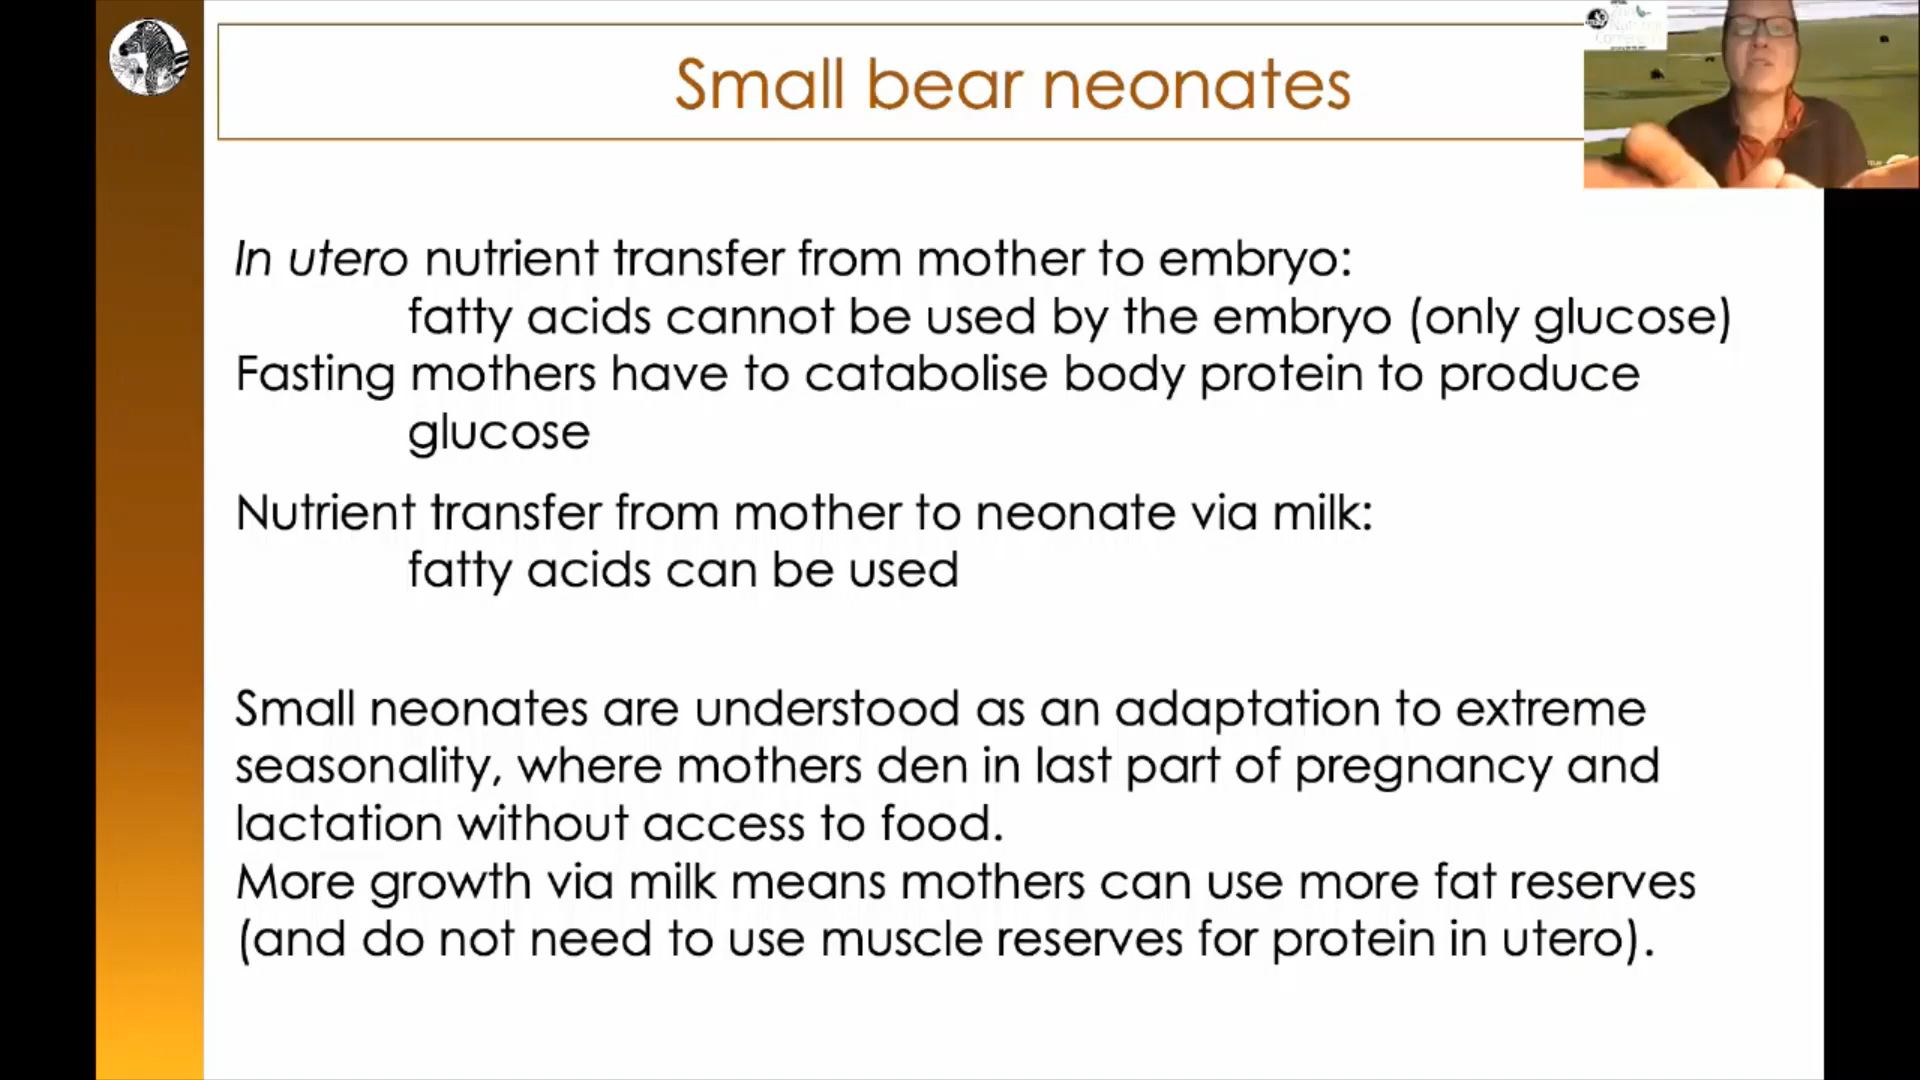 Small bear neonates
In utero nutrient transfer from mother to embryo:
fatty acids cannot be used by the embryo (only glucose)
Fasting mothers have to catabolise body protein to produce
glucose
Nutrient transfer from mother to neonate via milk:
fatty acids can be used
Small neonates are understood as an adaptation to extreme
seasonality, where mothers den in last part of pregnancy and
lactation without access to food.
More growth via milk means mothers can use more fat reserves
(and do not need to use muscle reserves for protein in utero).